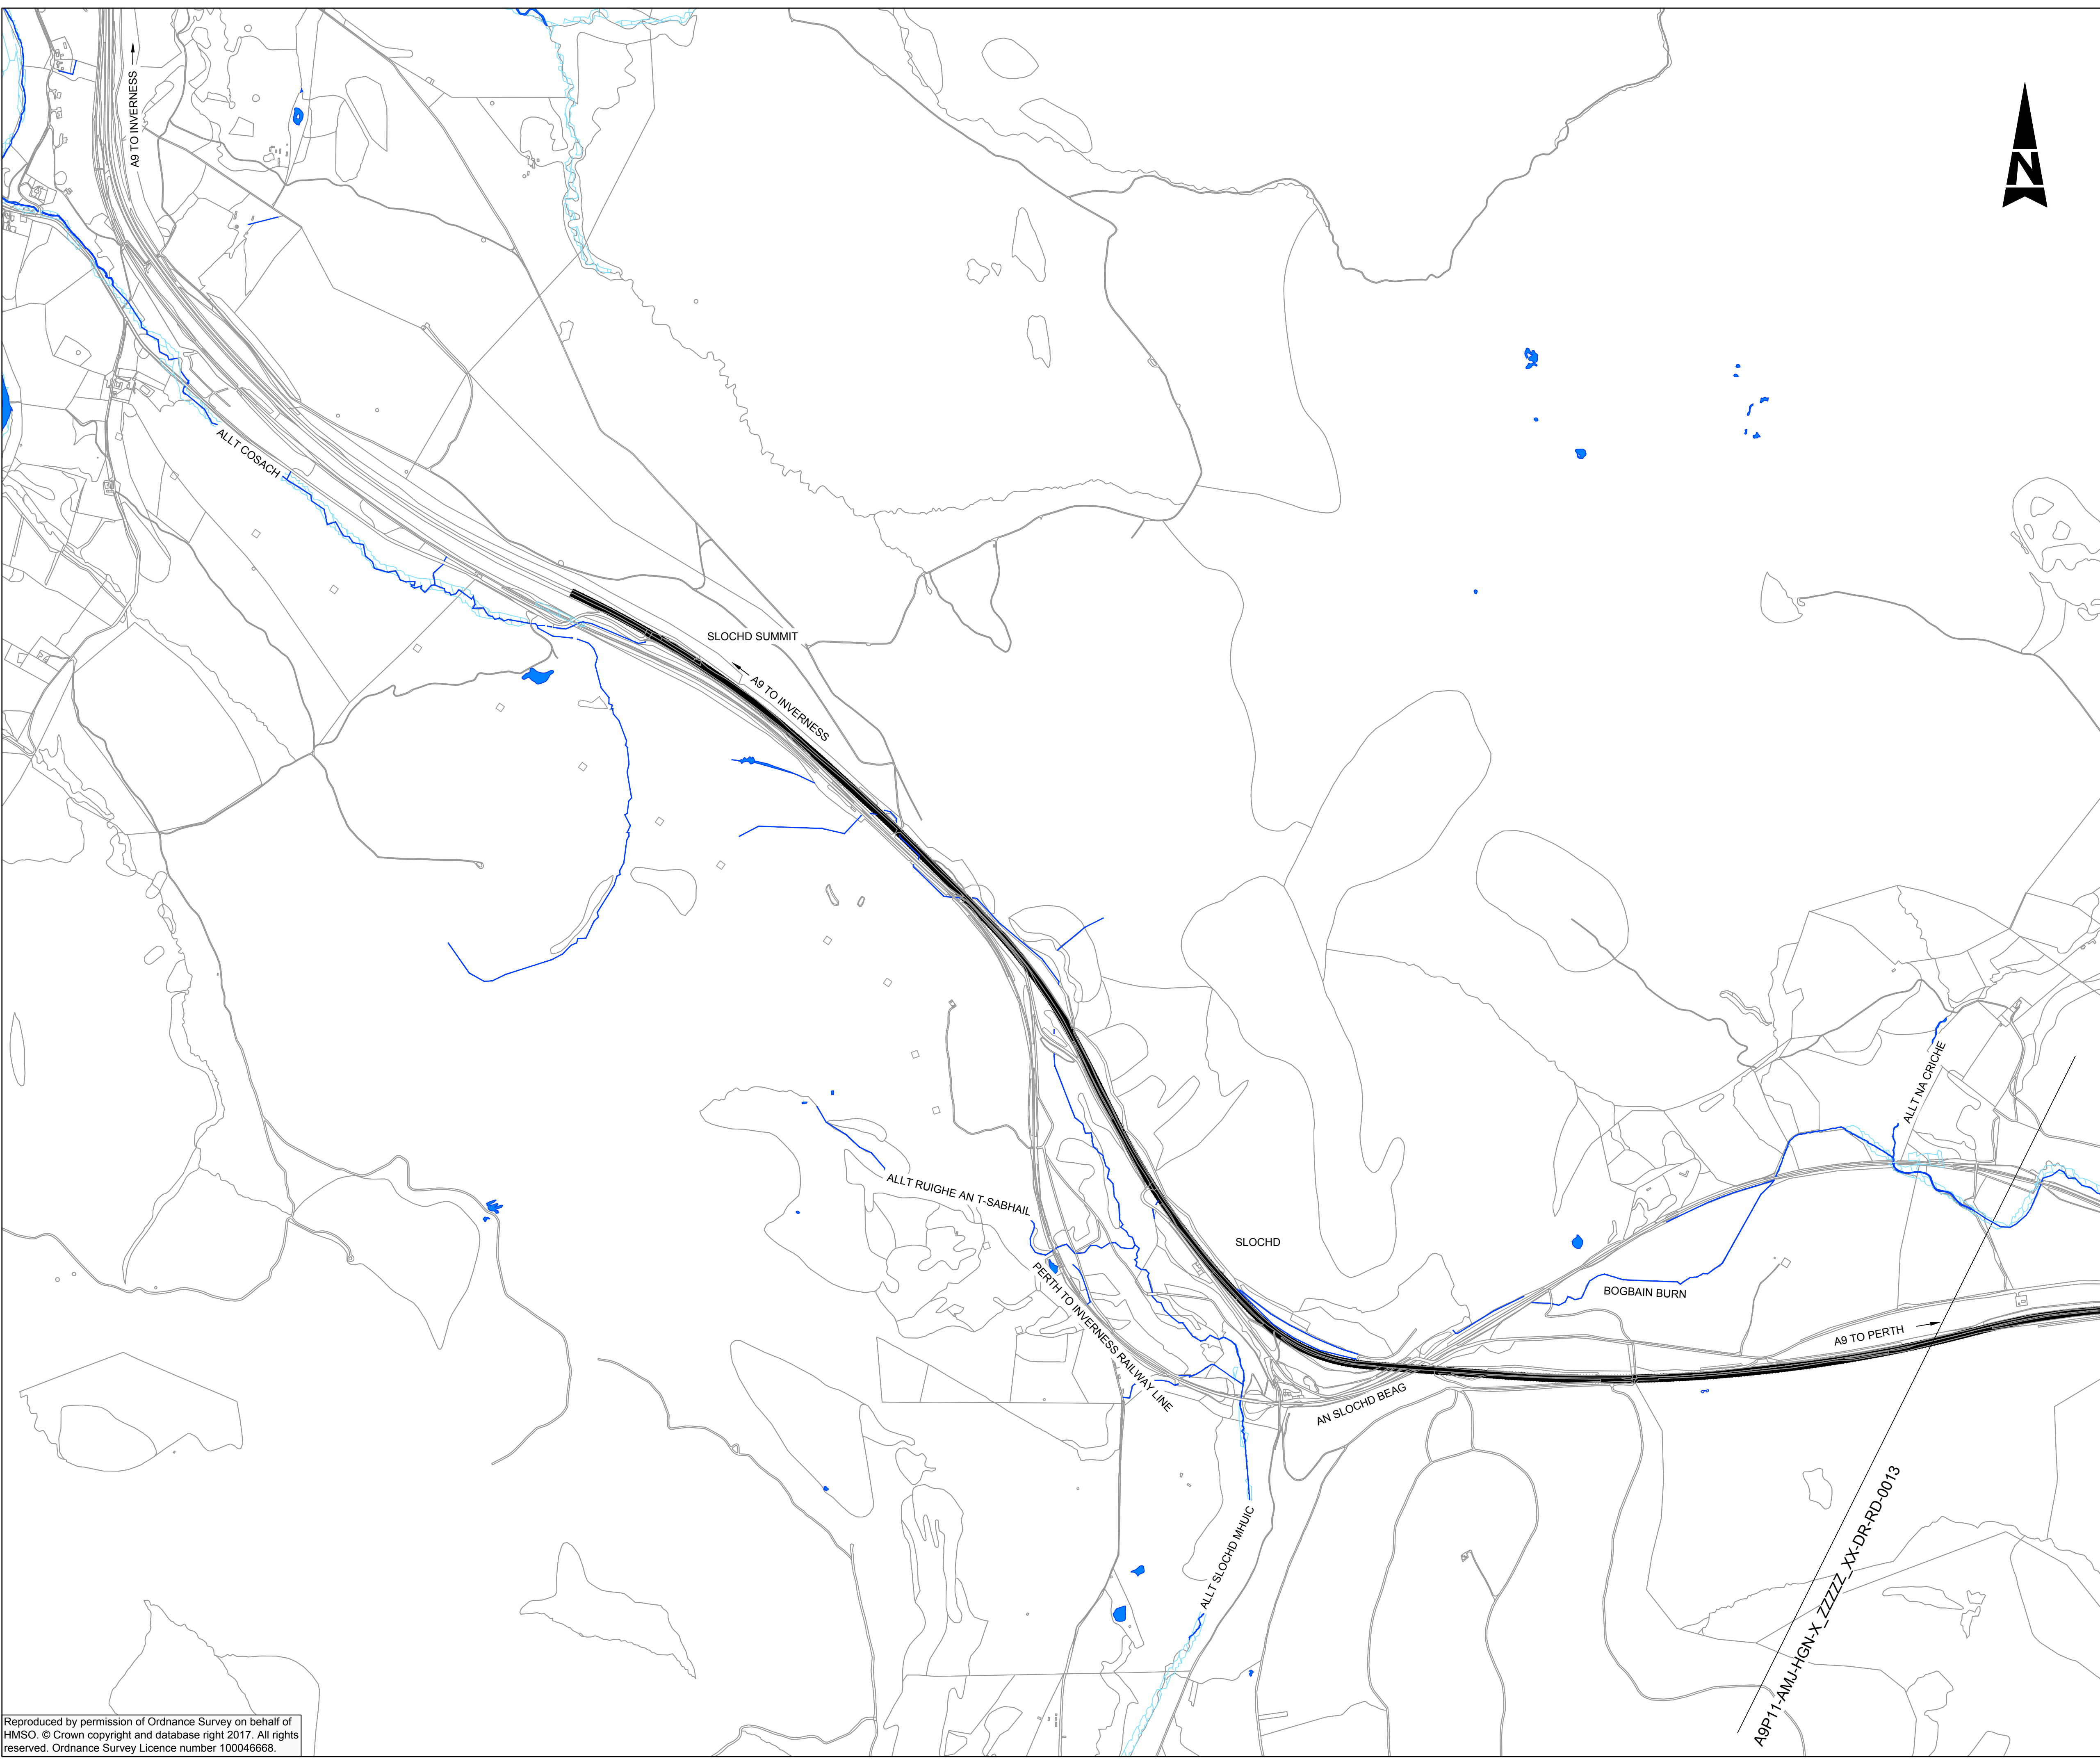 A9 TO INVERNESS
N
ALLT COSACH
SLOCHD SUMMIT
A9 TO INVERNESS
ALLT NA CRICHE
ALLT RUIGHE AN T-SABHAIL
SLOCHD
PERTH TO INVERNESS RAILWAY LINE
BOGBAIN BURN
A9 TO PERTH
AN SLOCHD BEAG
ALLT SLOCHD MHUIC
A9P11-AMJ-HGN-X_ZZZZZ_XX-DR-RD-0013
Reproduced by permission of Ordnance Survey on behalf of
HMSO. © Crown copyright and database right 2017. All rights
reserved. Ordnance Survey Licence number 100046668.